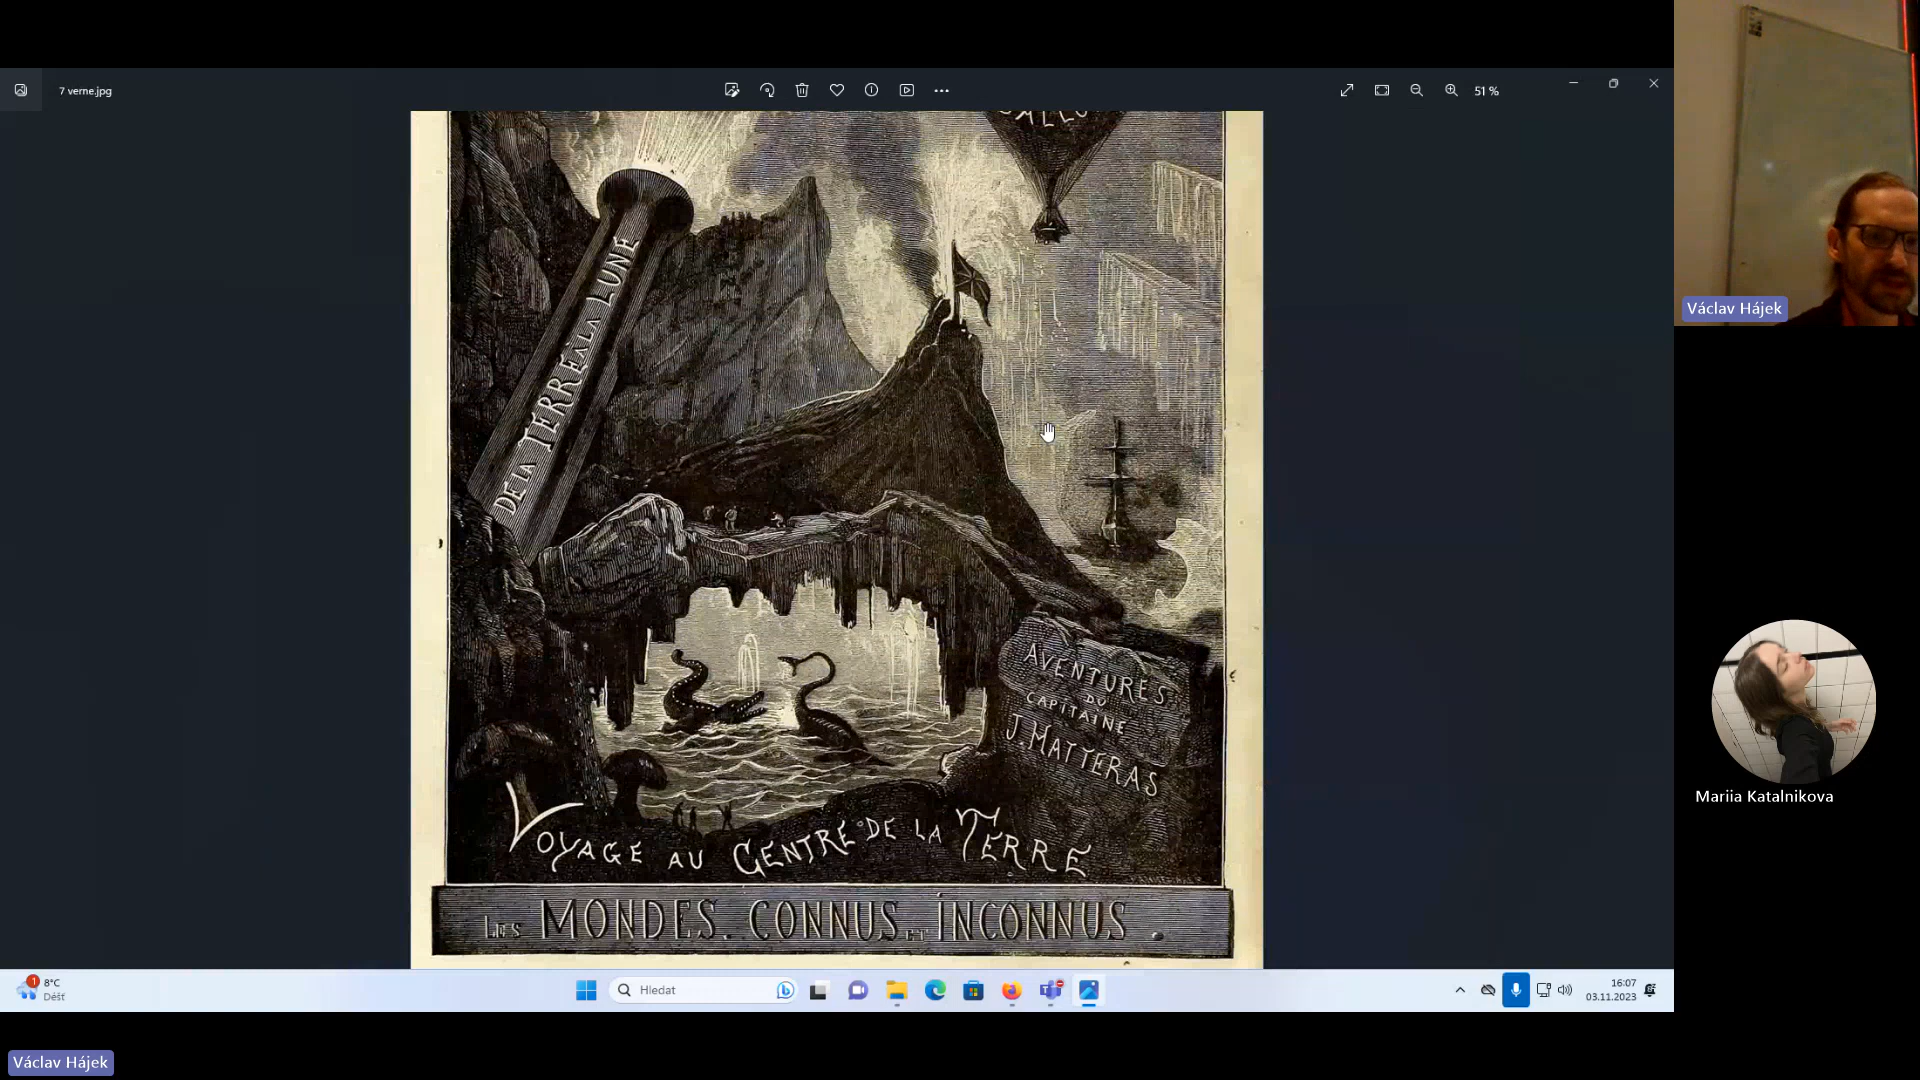 7 verne.jpg
51 %
DE LA TERRE À LA LUNE
AVENTURES
DU
CAPITAINE
J. HATTERAS
VOYAGE AU CENTRE DE LA TERRE
LES MONDES CONNUS ET INCONNUS.
Václav Hájek
Mariia Katalnikova
1
8°C
Déšť
Hledat
16:07
03.11.2023
Václav Hájek